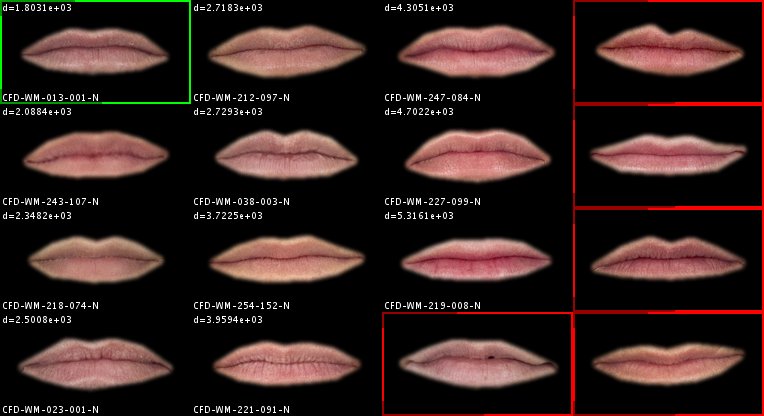 d=1.8031e+03
d=2.7183e+03
d=4.3051e+03
CFD-WM-013-001-N
CFD-WM-212-097-N
CFD-WM-247-084-N
d=2.0884e+03
d=2.7293e+03
d=4.7022e+03
CFD-WM-243-107-N
CFD-WM-038-003-N
CFD-WM-227-099-N
d=2.3482e+03
d=3.7225e+03
d=5.3161e+03
CFD-WM-218-074-N
CFD-WM-254-152-N
CFD-WM-219-008-N
d=2.5008e+03
d=3.9594e+03
CFD-WM-023-001-N
CFD-WM-221-091-N